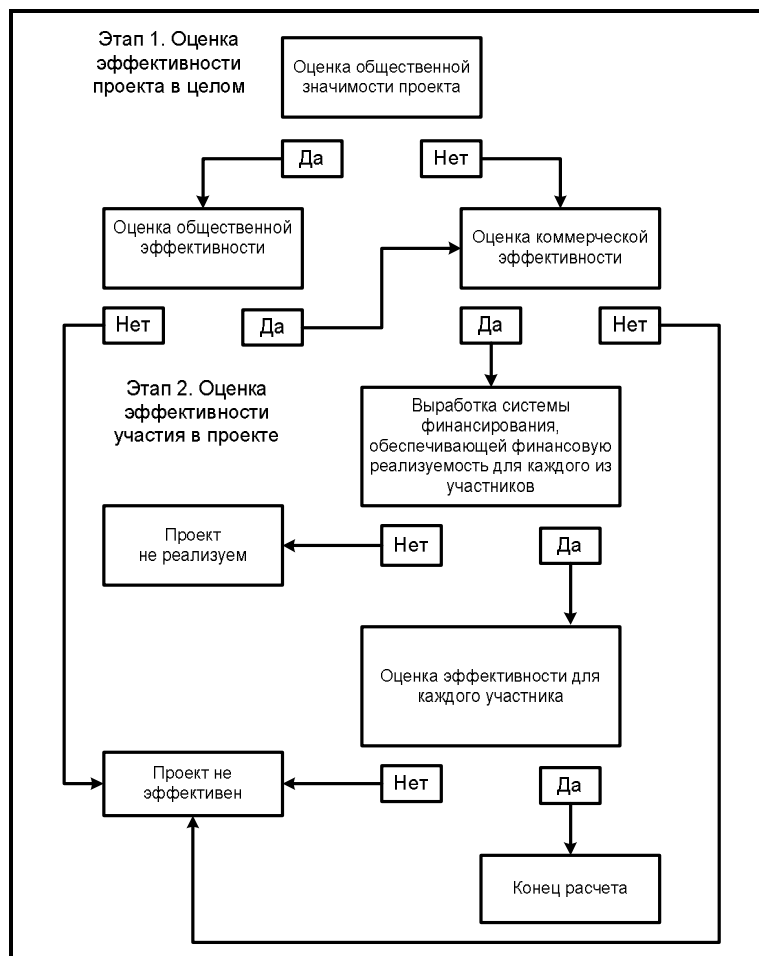 Этап 1. Оценка
эффективности
проекта в целом
Оценка общественной
значимости проекта
Да
Нет
Оценка общественной
эффективности
Оценка коммерческой
эффективности
Нет
Да
Да
Нет
Этап 2. Оценка
эффективности
участия в проекте
Выработка системы
финансирования,
обеспечивающей финансовую
реализуемость для каждого из
участников
Проект
не реализуем
Нет
Да
Оценка эффективности для
каждого участника
Проект не
эффективен
Нет
Да
Конец расчета